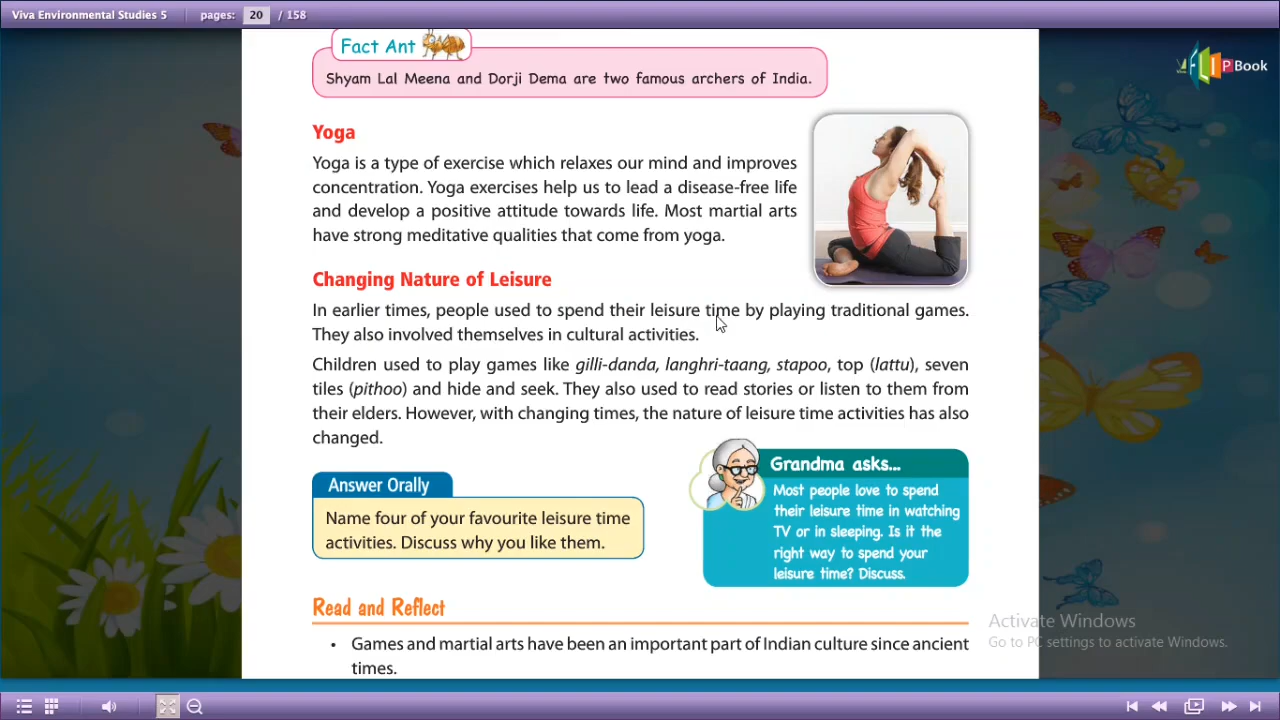 Viva Environmental Studies 5 pages: 20 / 158
Fact Ant
Shyam Lal Meena and Dorji Dema are two famous archers of India.
Viva FLIPBook
Yoga
Yoga is a type of exercise which relaxes our mind and improves
concentration. Yoga exercises help us to lead a disease-free life
and develop a positive attitude towards life. Most martial arts
have strong meditative qualities that come from yoga.
Changing Nature of Leisure
In earlier times, people used to spend their leisure time by playing traditional games.
They also involved themselves in cultural activities.
Children used to play games like gilli-danda, langhri-taang, stapoo, top (lattu), seven
tiles (pithoo) and hide and seek. They also used to read stories or listen to them from
their elders. However, with changing times, the nature of leisure time activities has also
changed.
Answer Orally
Name four of your favourite leisure time
activities. Discuss why you like them.
Grandma asks...
Most people love to spend
their leisure time in watching
TV or in sleeping. Is it the
right way to spend your
leisure time? Discuss.
Read and Reflect
• Games and martial arts have been an important part of Indian culture since ancient
times.
Activate Windows
Go to PC settings to activate Windows.